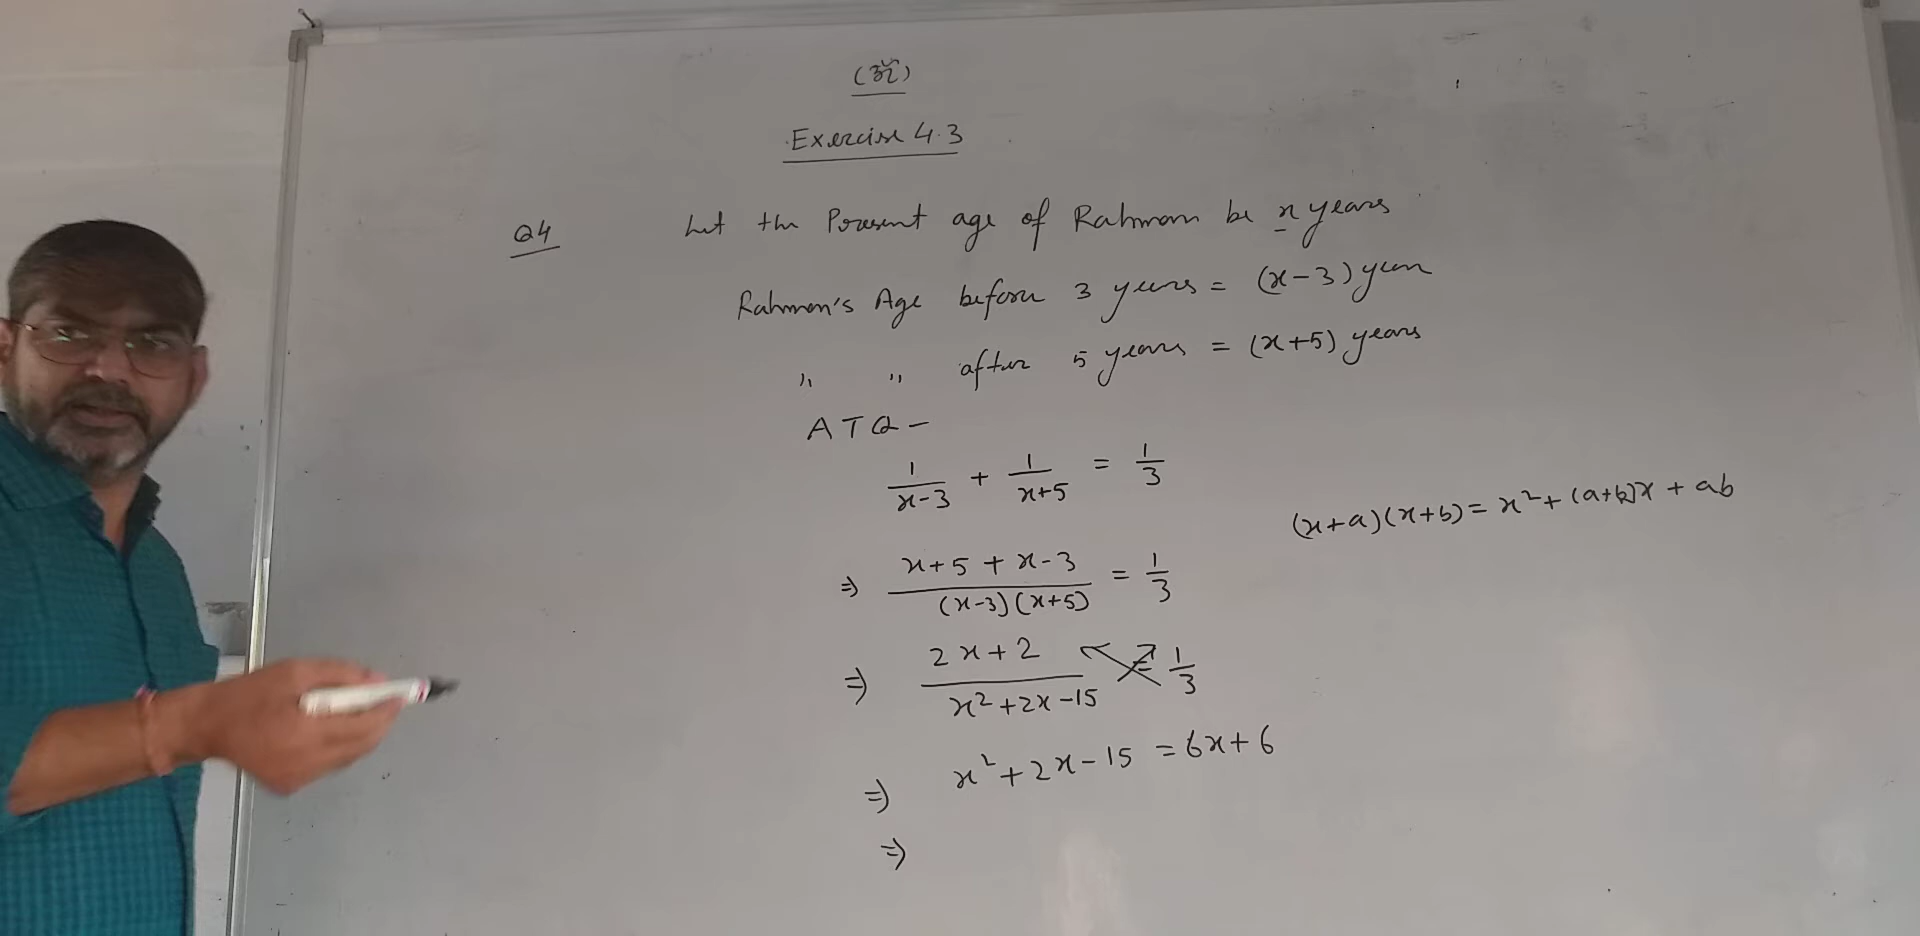 (ॐ)
Exercise 4.3
Q4 Let the Present age of Rahman be x years
Rahman's Age before 3 years = (x-3) year
,, ,, after 5 years = (x+5) years
ATQ -
1/(x-3) + 1/(x+5) = 1/3
(x+a)(x+b) = x² + (a+b)x + ab
⇒ (x+5+x-3)/((x-3)(x+5)) = 1/3
⇒ (2x+2)/(x²+2x-15) = 1/3
⇒ x²+2x-15 = 6x+6
⇒